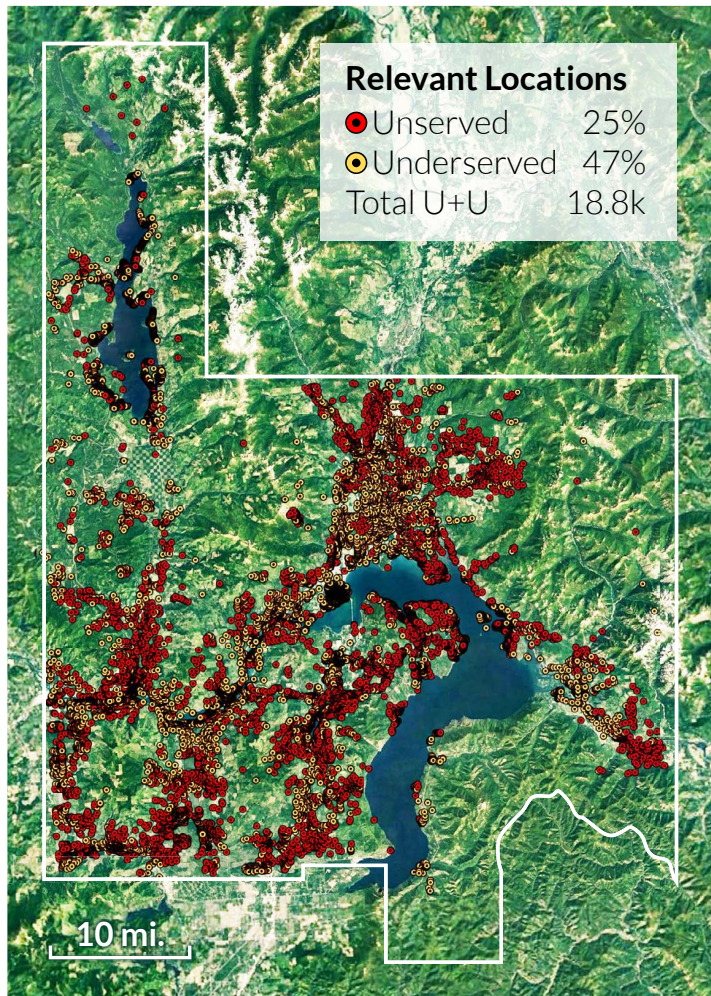 Relevant Locations
Unserved 25%
Underserved 47%
Total U+U 18.8k
10 mi.